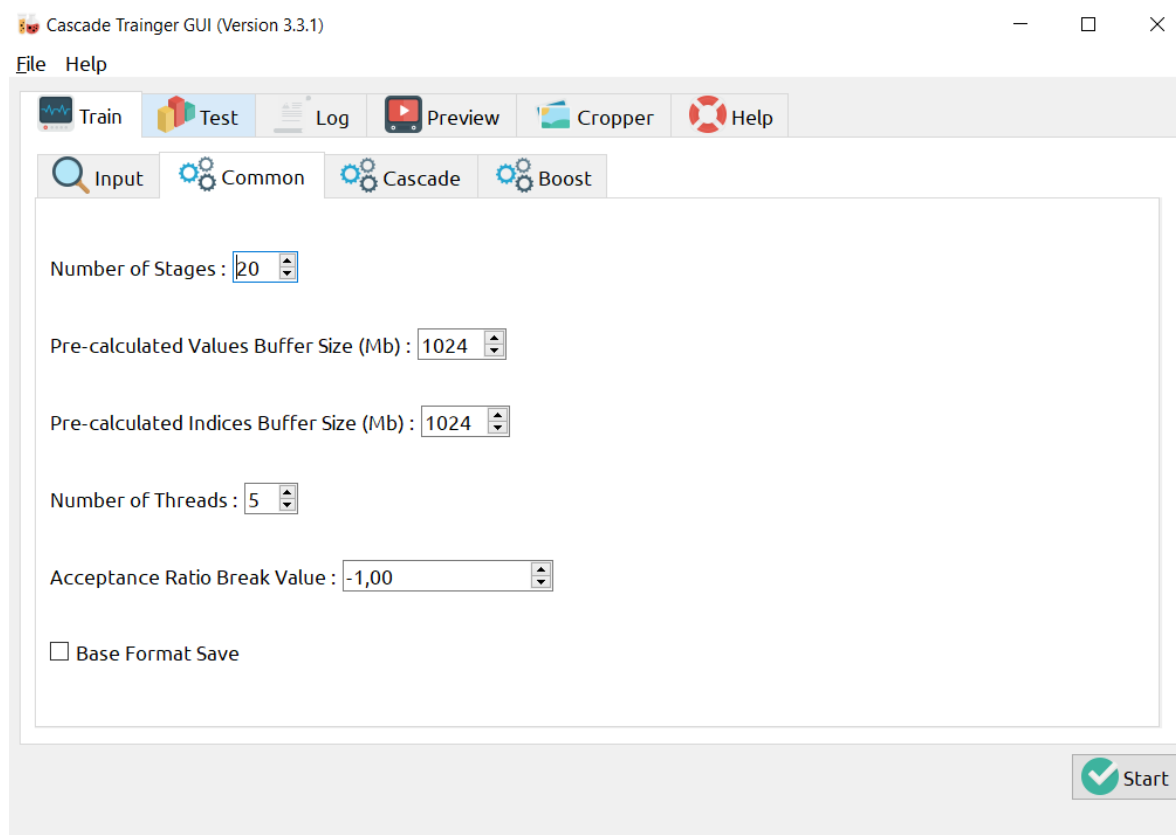 Cascade Trainger GUI (Version 3.3.1)
File Help
Train Test Log Preview Cropper Help
Input Common Cascade Boost
Number of Stages : 20
Pre-calculated Values Buffer Size (Mb) : 1024
Pre-calculated Indices Buffer Size (Mb) : 1024
Number of Threads : 5
Acceptance Ratio Break Value : -1,00
Base Format Save
Start